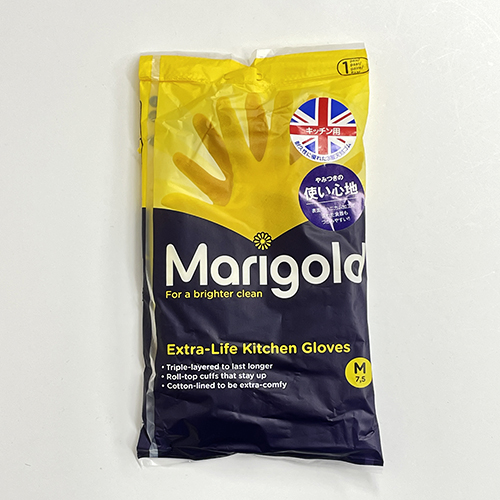 1
キッチン用
やみつきの
使い心地
Marigold
For a brighter clean
Extra-Life Kitchen Gloves
• Triple-layered to last longer
• Roll-top cuffs that stay up
• Cotton-lined to be extra-comfy
M
7,5